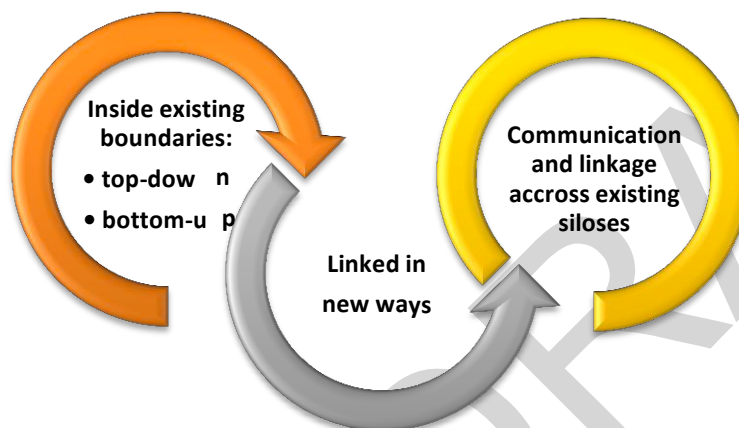 Inside existing
boundaries:
• top-dow n
• bottom-u p
Linked in
new ways
Communication
and linkage
accross existing
siloses